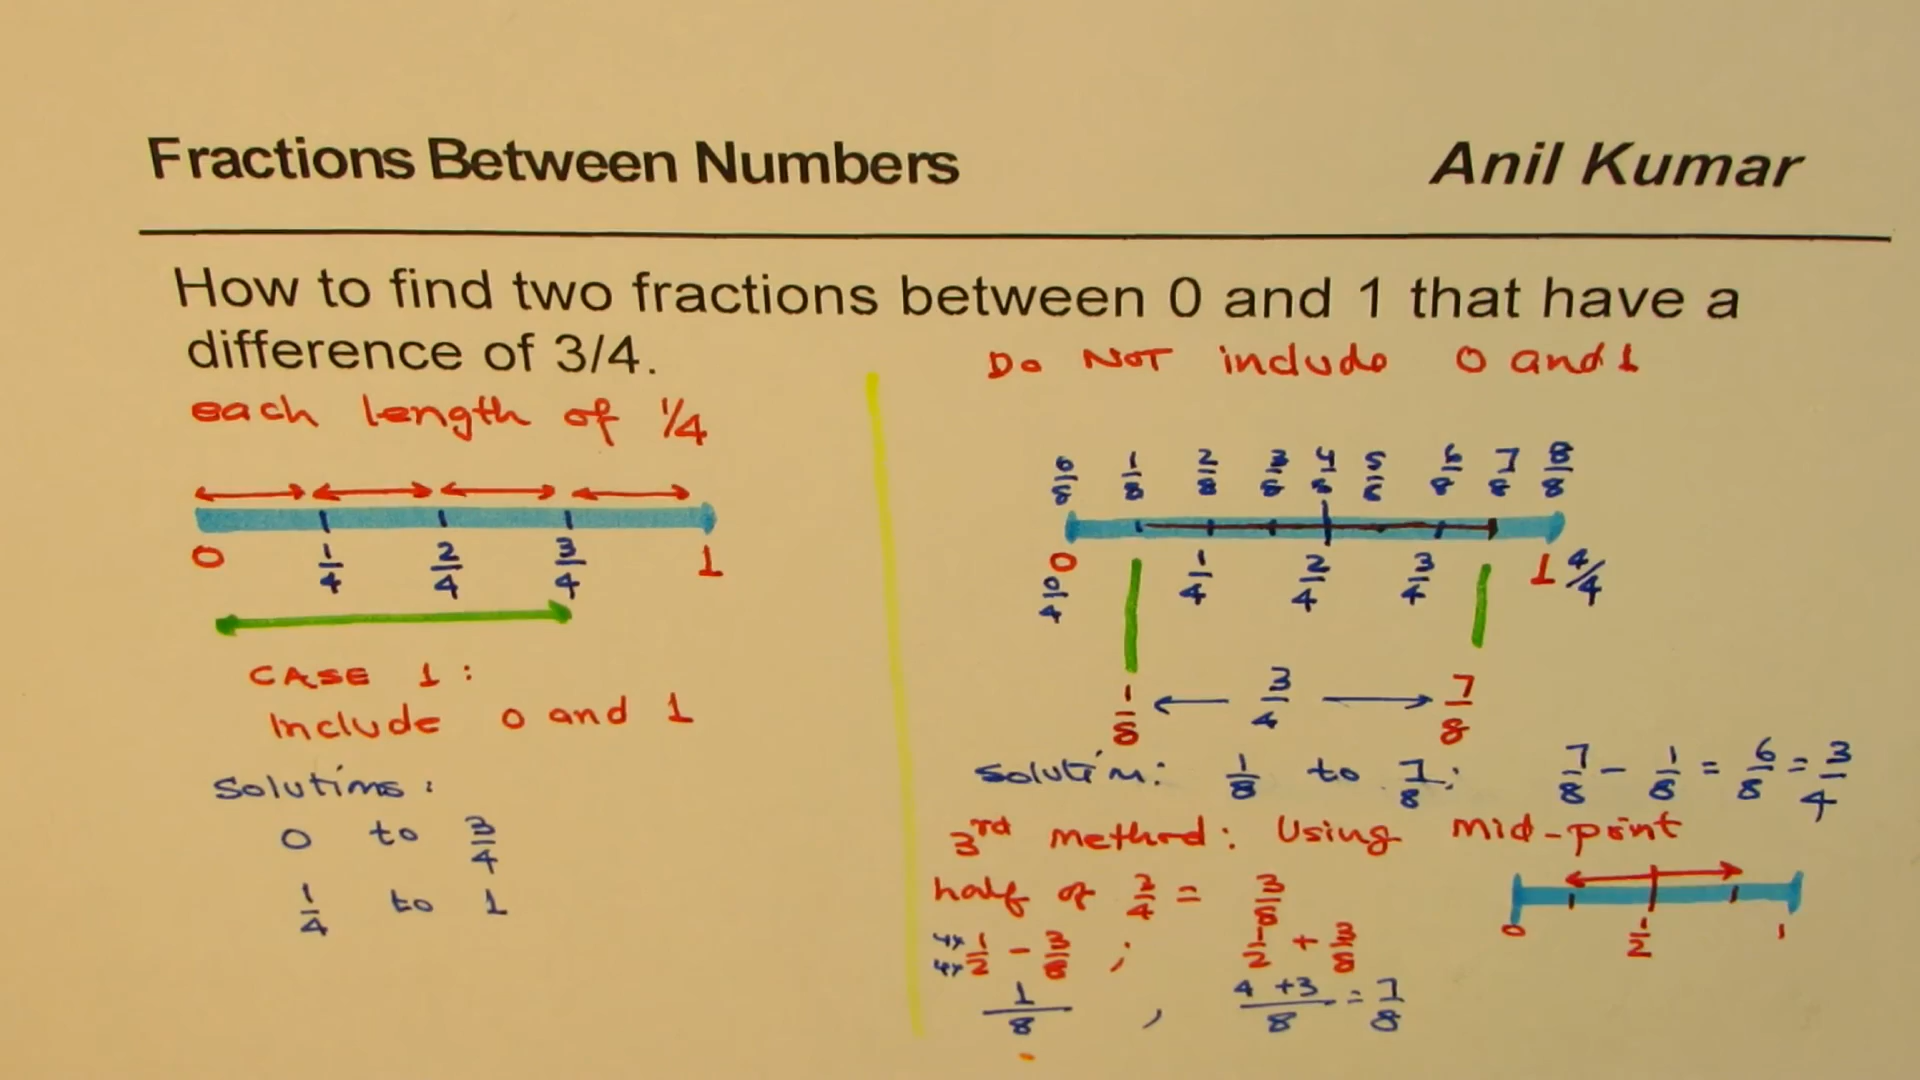 Fractions Between Numbers
Anil Kumar
How to find two fractions between 0 and 1 that have a
difference of 3/4.
each length of 1/4
0 1/4 2/4 3/4 1
CASE 1:
Include 0 and 1
Solutions:
0 to 3/4
1/4 to 1
Do NOT include 0 and 1
0/8 1/8 2/8 3/8 4/8 5/8 6/8 7/8 8/8
0 1/4 2/4 3/4 1 4/4
0/4
1/8 ← 3/4 → 7/8
Solution: 1/8 to 7/8; 7/8 - 1/8 = 6/8 = 3/4
3rd method: Using mid-point
half of 3/4 = 3/8
4x 1/2 - 3/8 ; 1/2 + 3/8
4x
1/8 , 4+3/8 = 7/8
0 1/2 1